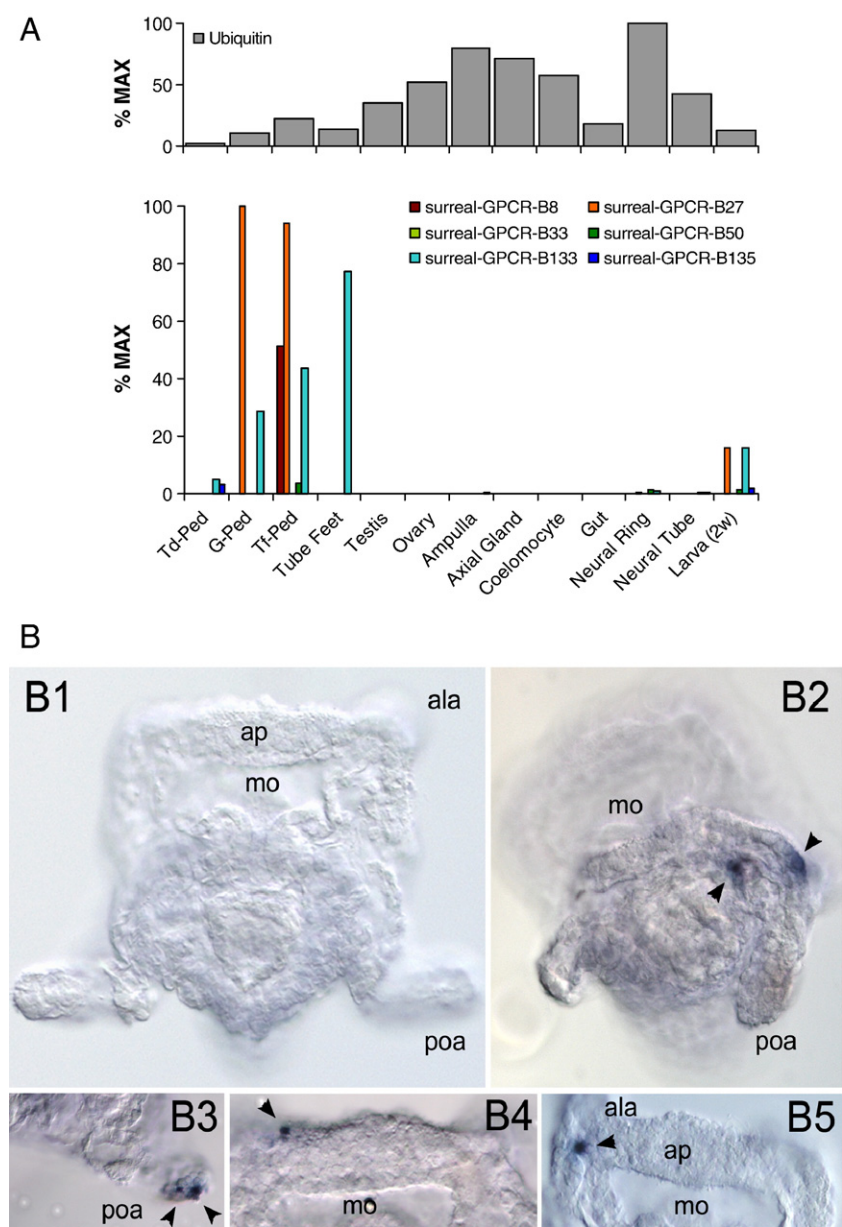 A
% MAX
100
50
0
Ubiquitin
% MAX
100
80
60
40
20
0
surreal-GPCR-B8 surreal-GPCR-B27
surreal-GPCR-B33 surreal-GPCR-B50
surreal-GPCR-B133 surreal-GPCR-B135
Td-Ped
G-Ped
Tf-Ped
Tube Feet
Testis
Ovary
Ampulla
Axial Gland
Coelomocyte
Gut
Neural Ring
Neural Tube
Larva (2w)
B
B1
ala
ap
mo
poa
B2
mo
poa
B3
poa
B4
mo
B5
ala
ap
mo